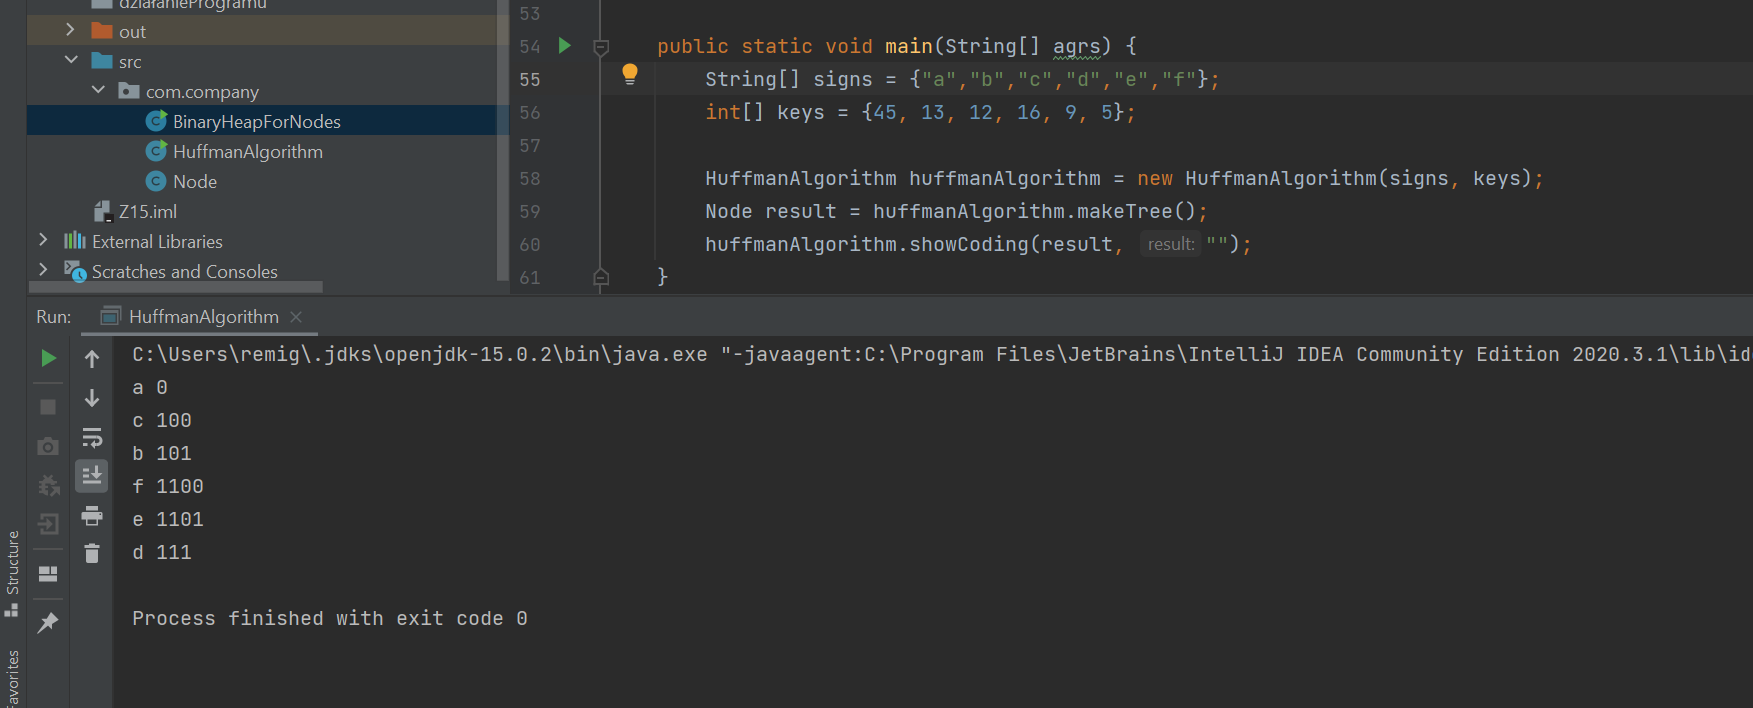 działanieProgramu
out
src
com.company
BinaryHeapForNodes
HuffmanAlgorithm
Node
Z15.iml
External Libraries
Scratches and Consoles
53
54 public static void main(String[] agrs) {
55 String[] signs = {"a","b","c","d","e","f"};
56 int[] keys = {45, 13, 12, 16, 9, 5};
57
58 HuffmanAlgorithm huffmanAlgorithm = new HuffmanAlgorithm(signs, keys);
59 Node result = huffmanAlgorithm.makeTree();
60 huffmanAlgorithm.showCoding(result, result: "");
61 }
Run: HuffmanAlgorithm
C:\Users\remig\.jdks\openjdk-15.0.2\bin\java.exe "-javaagent:C:\Program Files\JetBrains\IntelliJ IDEA Community Edition 2020.3.1\lib\id
a 0
c 100
b 101
f 1100
e 1101
d 111
Process finished with exit code 0
Structure
Favorites